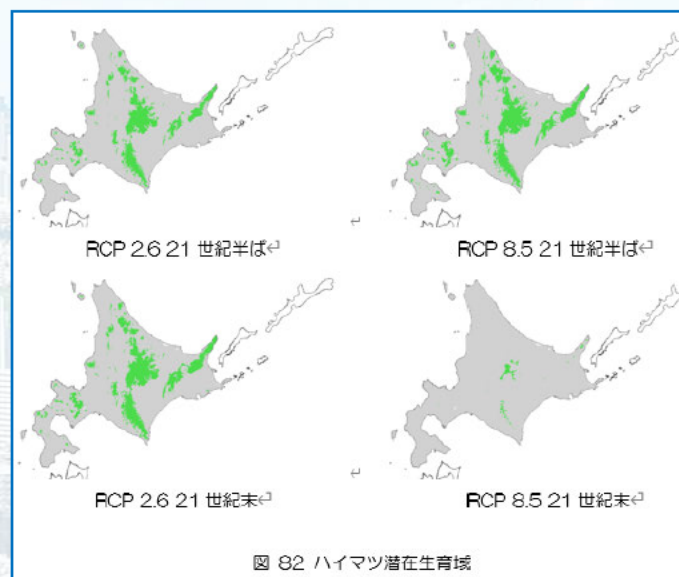 RCP 2.6 21 世紀半ば↵
RCP 8.5 21 世紀半ば↵
RCP 2.6 21 世紀末↵
RCP 8.5 21 世紀末↵
図 82 ハイマツ潜在生育域